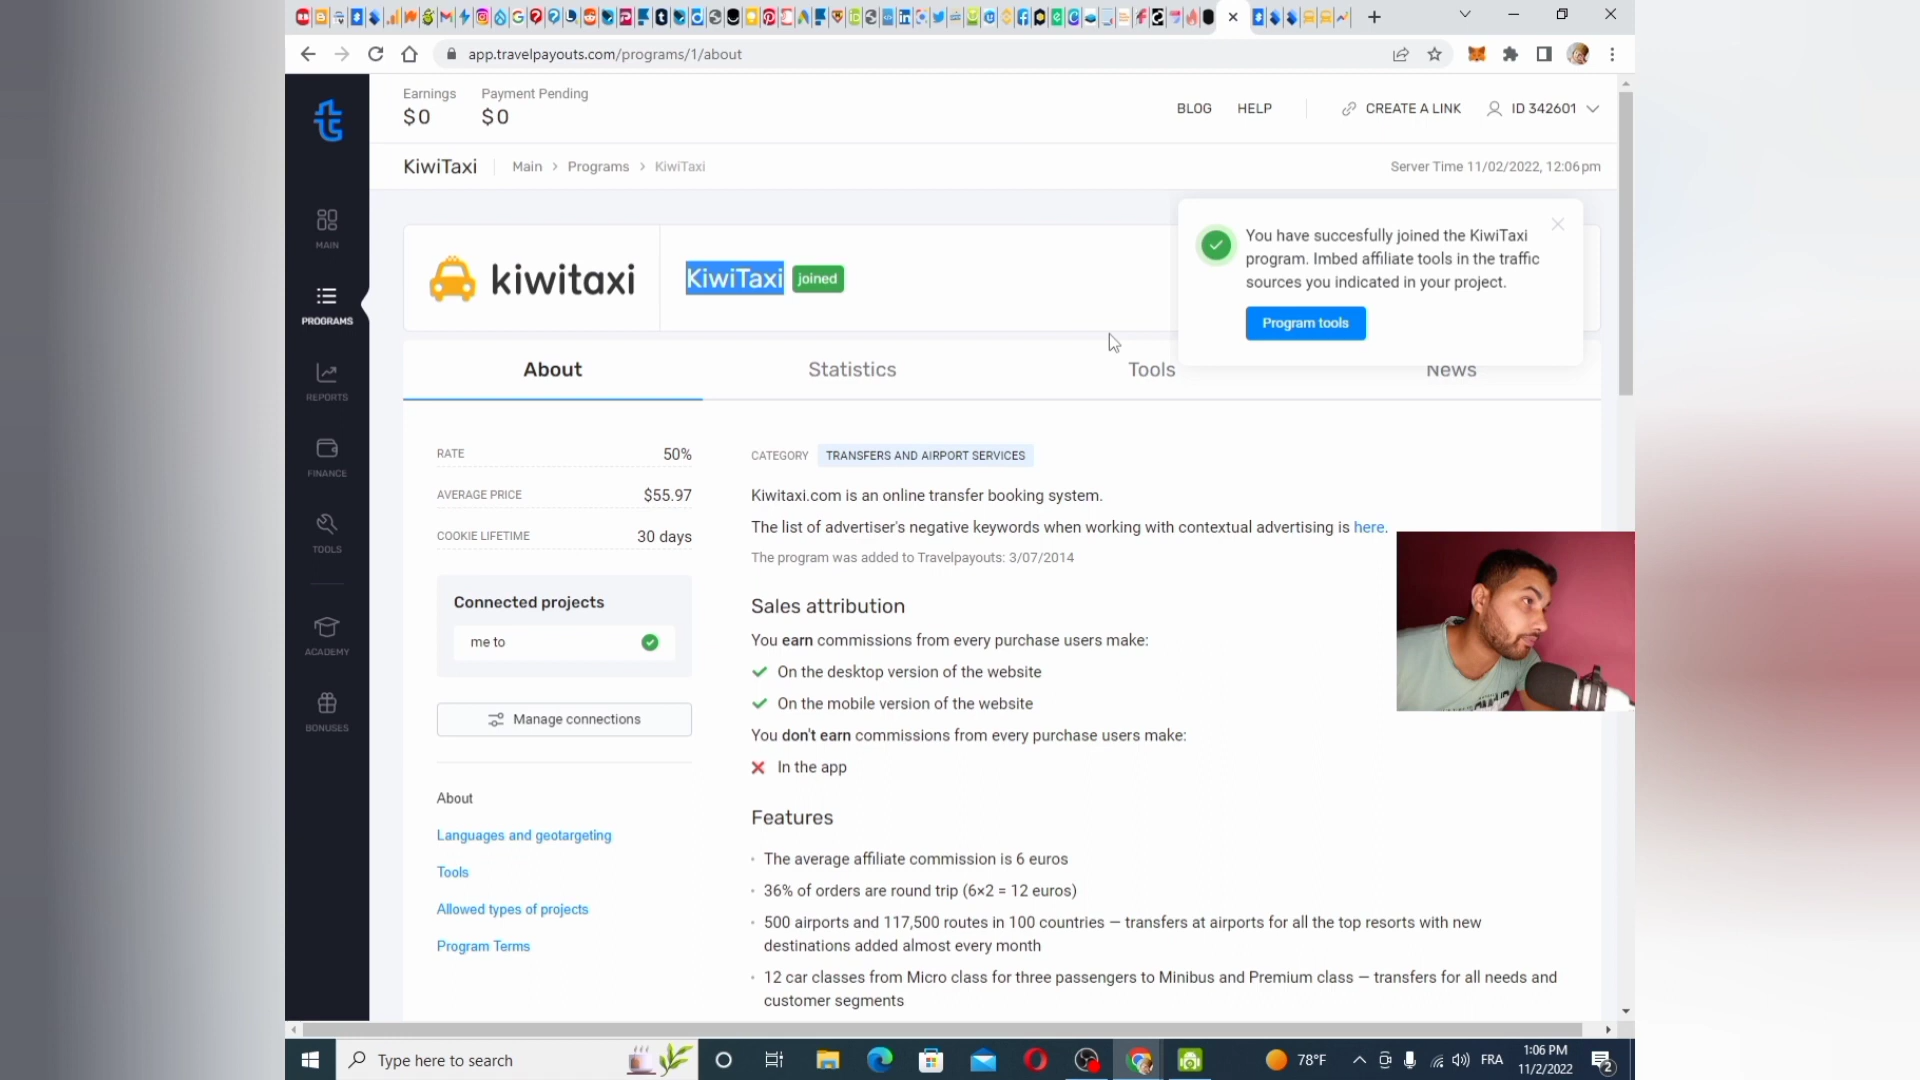 app.travelpayouts.com/programs/1/about
Earnings
$0
Payment Pending
$0
BLOG
HELP
CREATE A LINK
ID 342601
KiwiTaxi
Main > Programs > KiwiTaxi
Server Time 11/02/2022, 12:06pm
MAIN
PROGRAMS
REPORTS
FINANCE
TOOLS
ACADEMY
BONUSES
kiwitaxi
KiwiTaxi joined
You have succesfully joined the KiwiTaxi
program. Imbed affiliate tools in the traffic
sources you indicated in your project.
Program tools
About
Statistics
Tools
News
RATE 50%
AVERAGE PRICE $55.97
COOKIE LIFETIME 30 days
Connected projects
me to
Manage connections
About
Languages and geotargeting
Tools
Allowed types of projects
Program Terms
CATEGORY TRANSFERS AND AIRPORT SERVICES
Kiwitaxi.com is an online transfer booking system.
The list of advertiser's negative keywords when working with contextual advertising is here.
The program was added to Travelpayouts: 3/07/2014
Sales attribution
You earn commissions from every purchase users make:
On the desktop version of the website
On the mobile version of the website
You don't earn commissions from every purchase users make:
In the app
Features
· The average affiliate commission is 6 euros
· 36% of orders are round trip (6×2 = 12 euros)
· 500 airports and 117,500 routes in 100 countries — transfers at airports for all the top resorts with new
destinations added almost every month
· 12 car classes from Micro class for three passengers to Minibus and Premium class — transfers for all needs and
customer segments
Type here to search
78°F
FRA
1:06 PM
11/2/2022
2